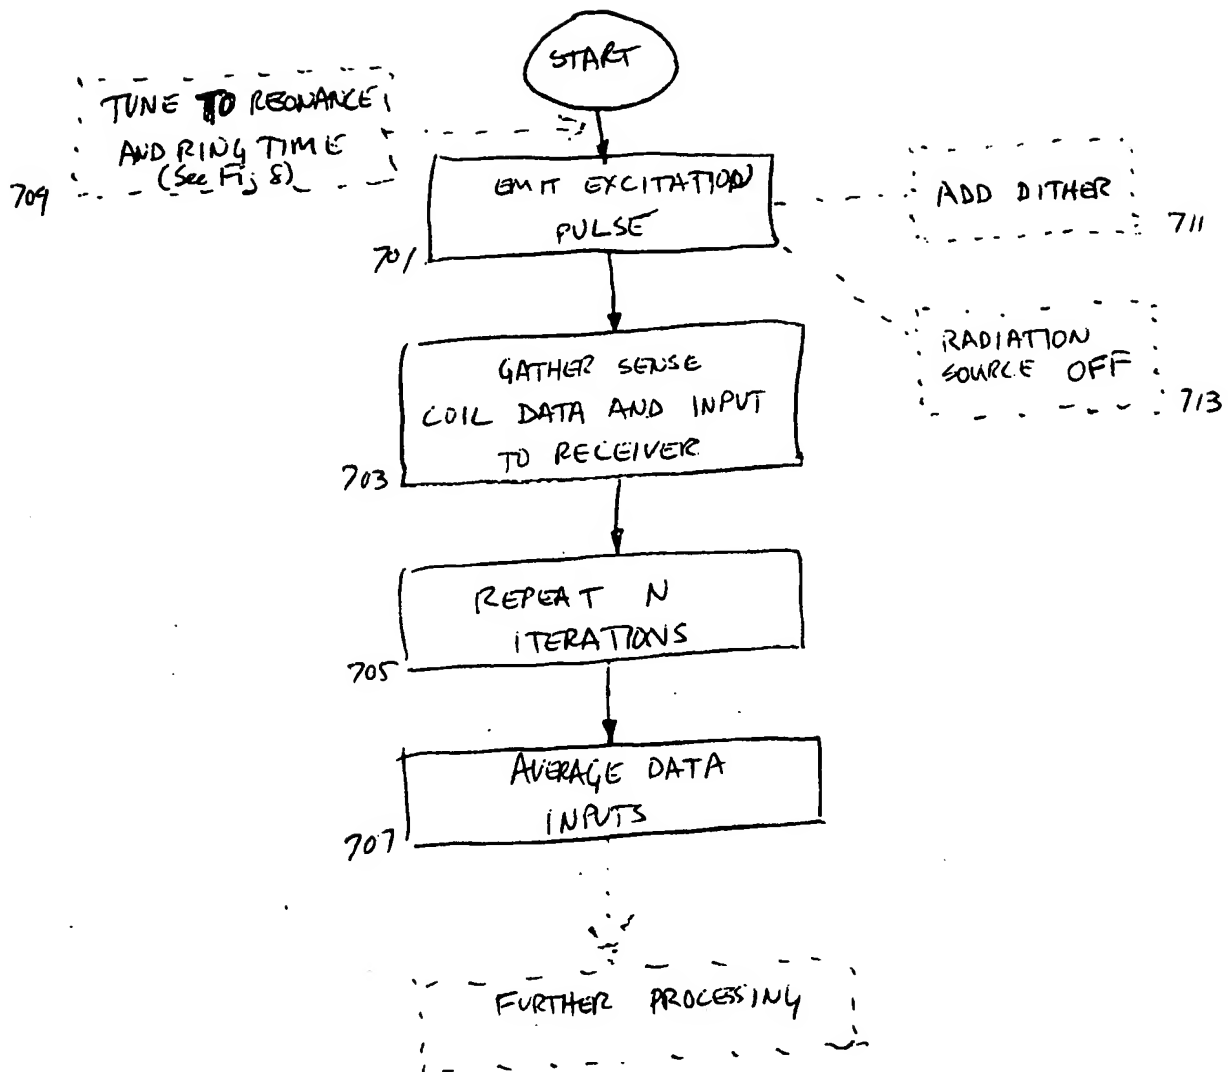 START
TUNE TO RESONANCE
AND RING TIME
(See Fig 8)
709
EMIT EXCITATION
PULSE
701
ADD DITHER
711
RADIATION
SOURCE OFF
713
GATHER SENSE
COIL DATA AND INPUT
TO RECEIVER
703
REPEAT N
ITERATIONS
705
AVERAGE DATA
INPUTS
707
FURTHER PROCESSING